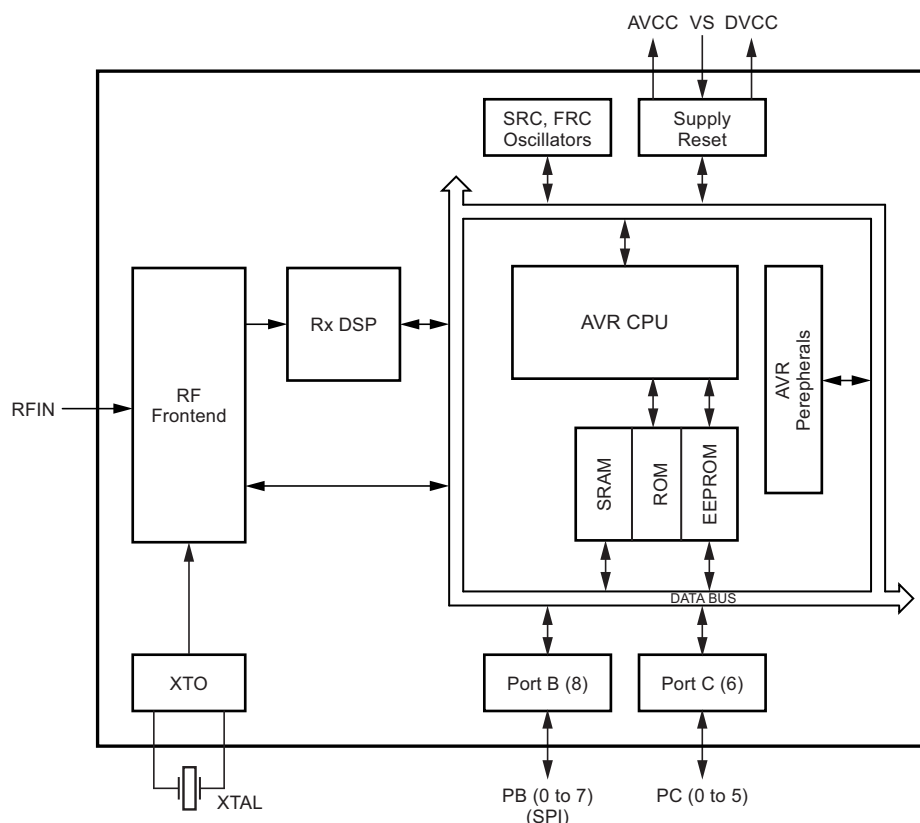 AVCC VS DVCC
SRC, FRC
Oscillators
Supply
Reset
Rx DSP
AVR CPU
AVR
Perepherals
RFIN
RF
Frontend
SRAM
ROM
EEPROM
DATA BUS
XTO
Port B (8)
Port C (6)
XTAL
PB (0 to 7)
(SPI)
PC (0 to 5)